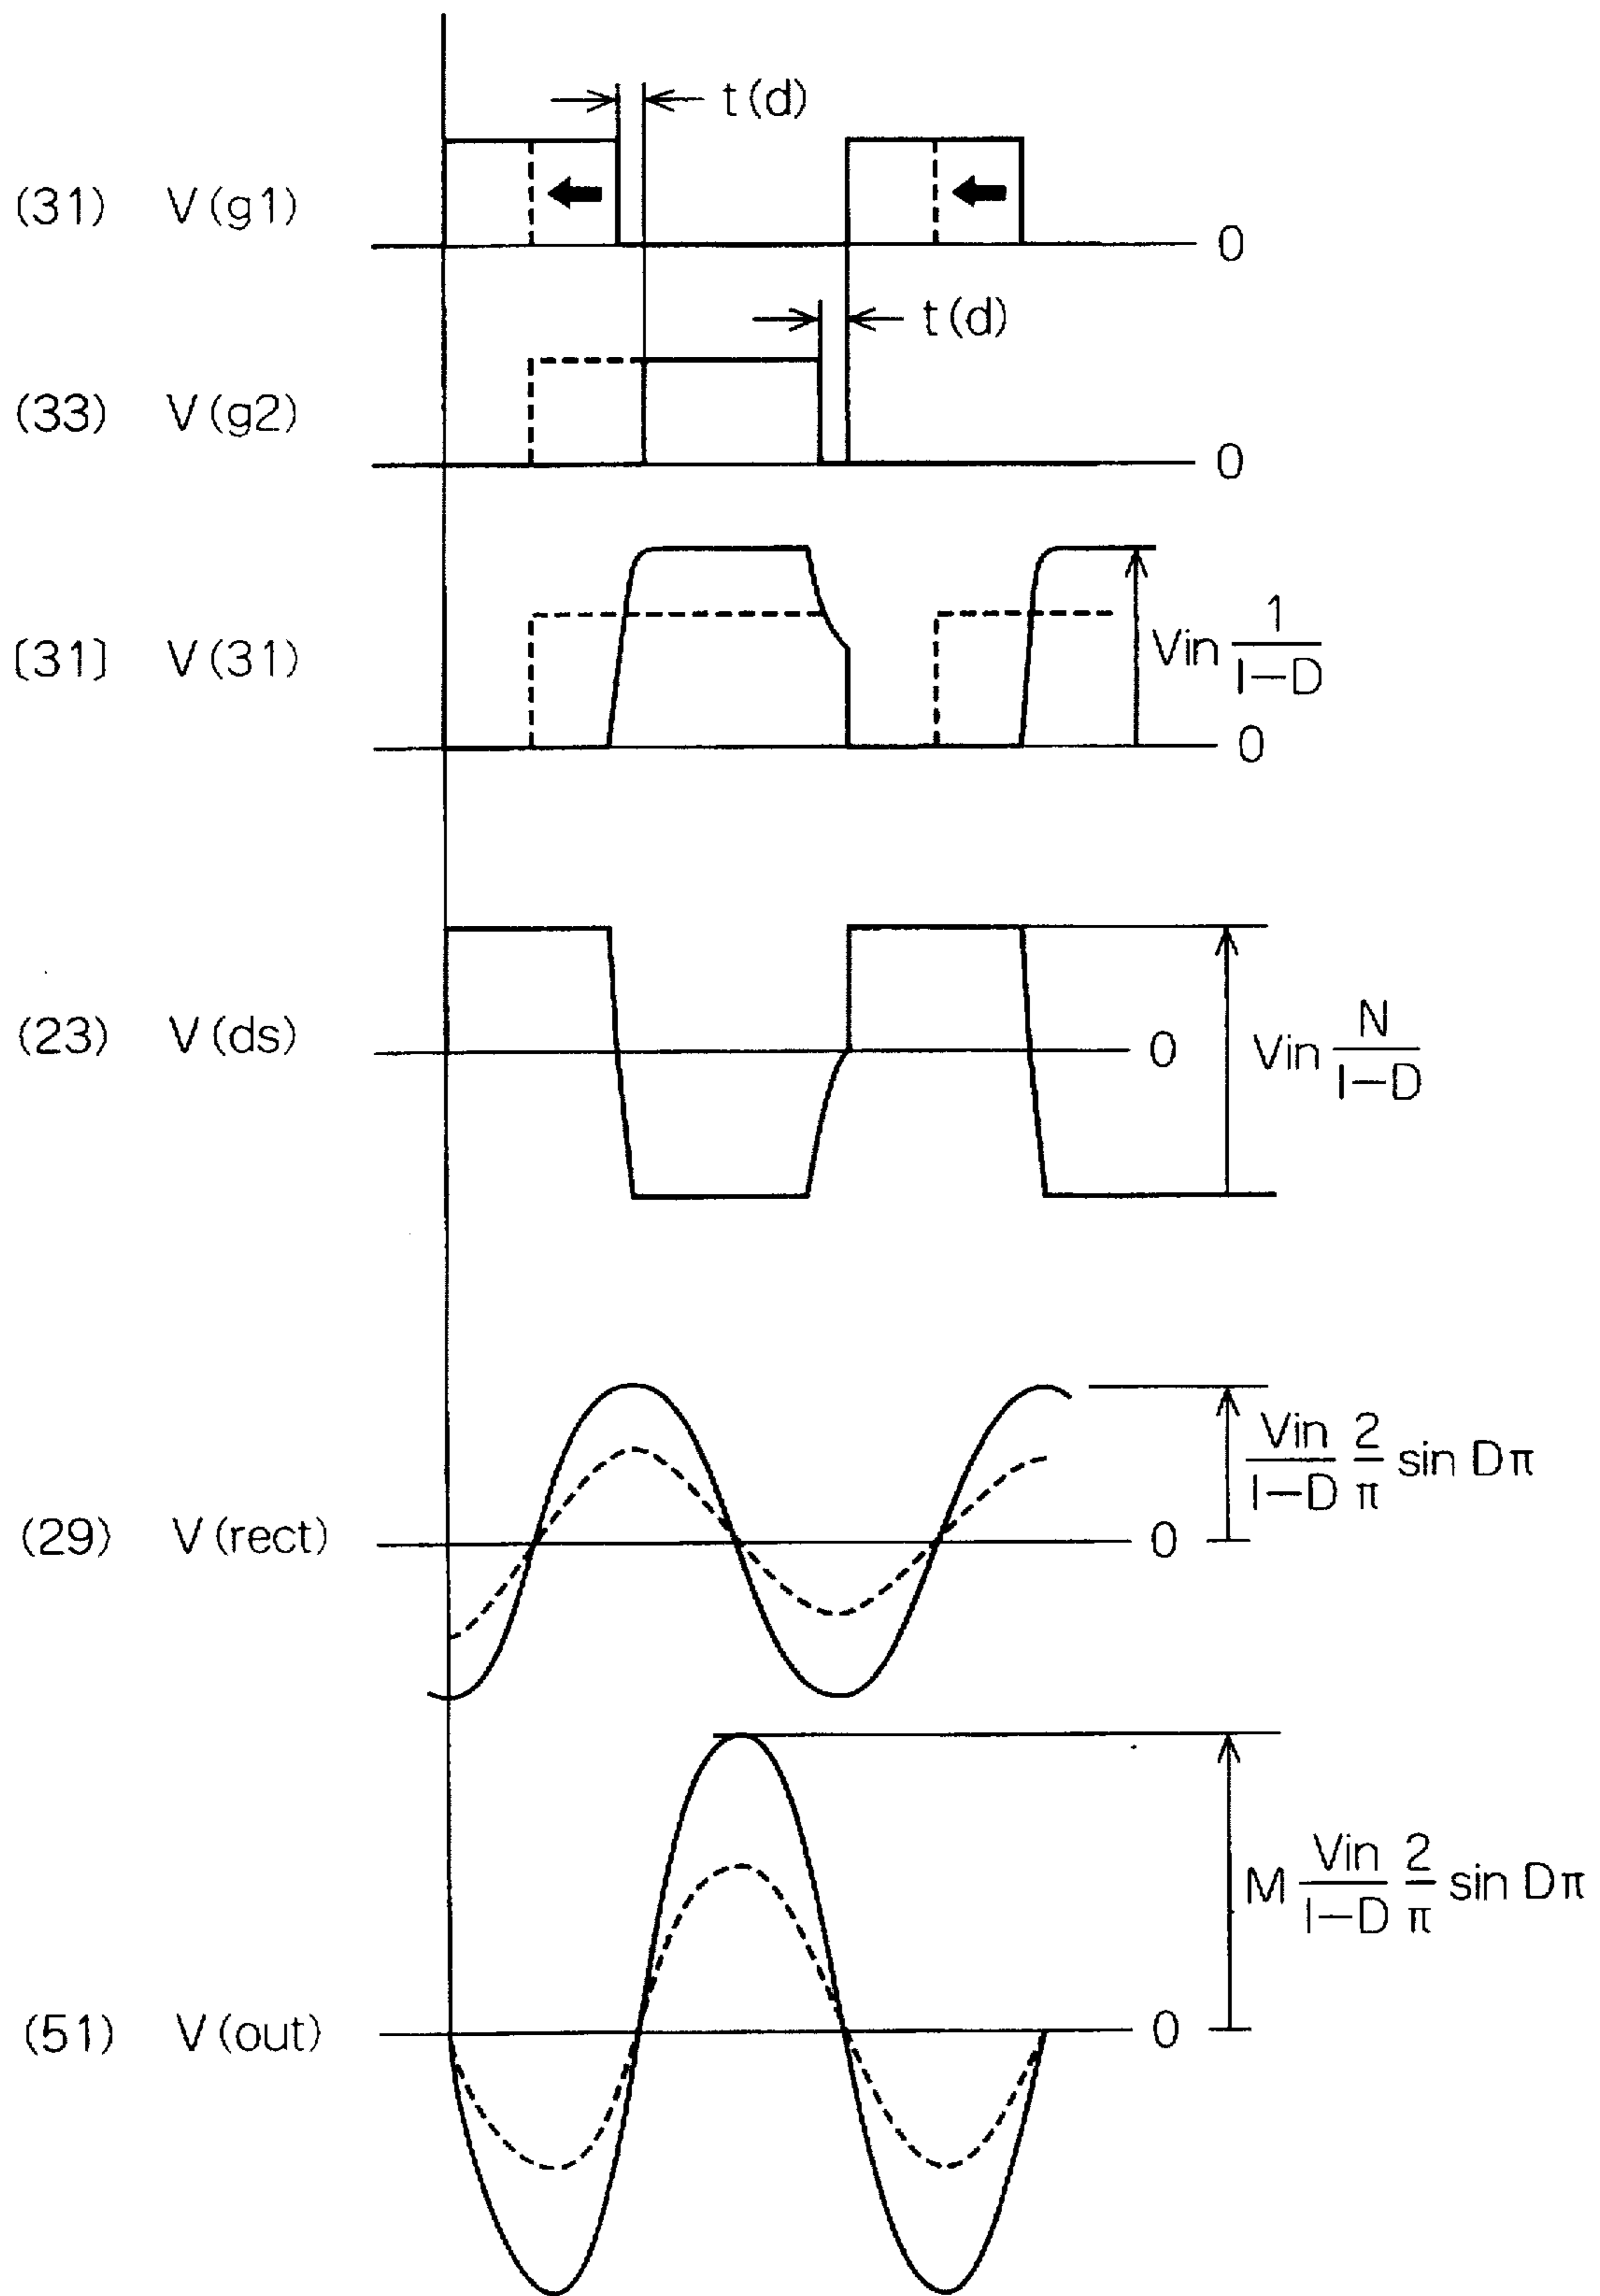 t(d)
(31) V(g1)
0
t(d)
(33) V(g2)
0
[31] V(31)
Vin 1/I−D
0
(23) V(ds)
0
Vin N/I−D
(29) V(rect)
0
Vin/I−D 2/π sin Dπ
(51) V(out)
0
M Vin/I−D 2/π sin Dπ